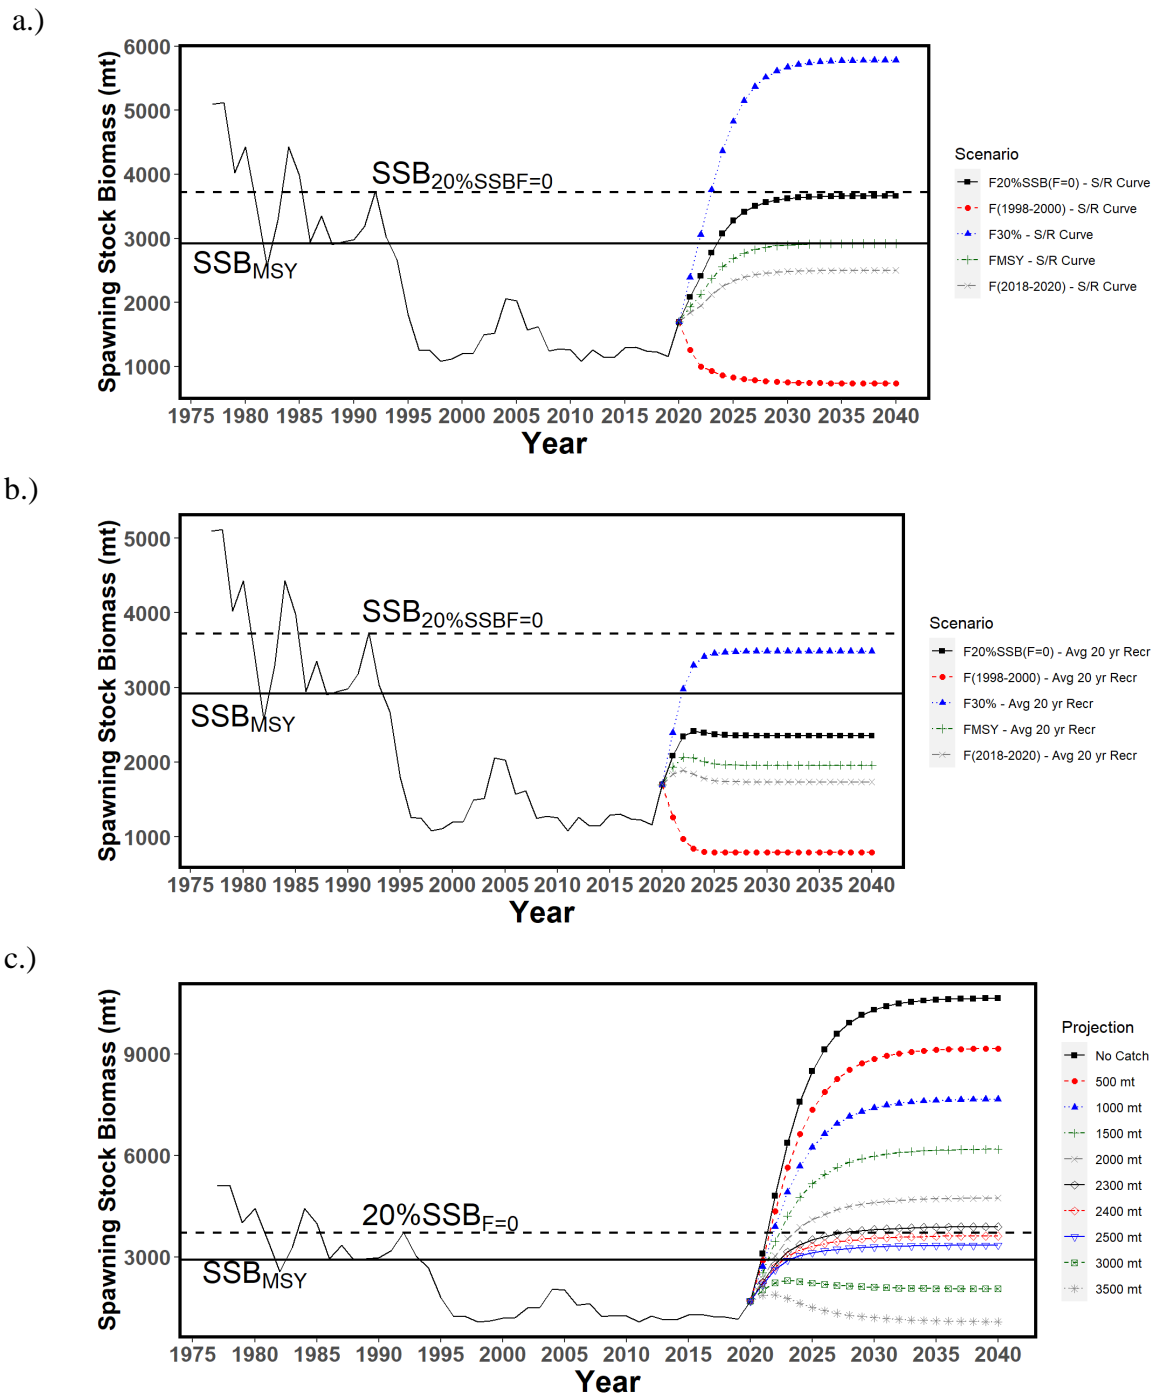 a.)
Spawning Stock Biomass (mt)
6000
5000
4000
3000
2000
1000
SSB20%SSBF=0
SSBMSY
1975 1980 1985 1990 1995 2000 2005 2010 2015 2020 2025 2030 2035 2040
Year
Scenario
F20%SSB(F=0) - S/R Curve
F(1998-2000) - S/R Curve
F30% - S/R Curve
FMSY - S/R Curve
F(2018-2020) - S/R Curve
b.)
Spawning Stock Biomass (mt)
5000
4000
3000
2000
1000
SSB20%SSBF=0
SSBMSY
1975 1980 1985 1990 1995 2000 2005 2010 2015 2020 2025 2030 2035 2040
Year
Scenario
F20%SSB(F=0) - Avg 20 yr Recr
F(1998-2000) - Avg 20 yr Recr
F30% - Avg 20 yr Recr
FMSY - Avg 20 yr Recr
F(2018-2020) - Avg 20 yr Recr
c.)
Spawning Stock Biomass (mt)
9000
6000
3000
20%SSBF=0
SSBMSY
1975 1980 1985 1990 1995 2000 2005 2010 2015 2020 2025 2030 2035 2040
Year
Projection
No Catch
500 mt
1000 mt
1500 mt
2000 mt
2300 mt
2400 mt
2500 mt
3000 mt
3500 mt